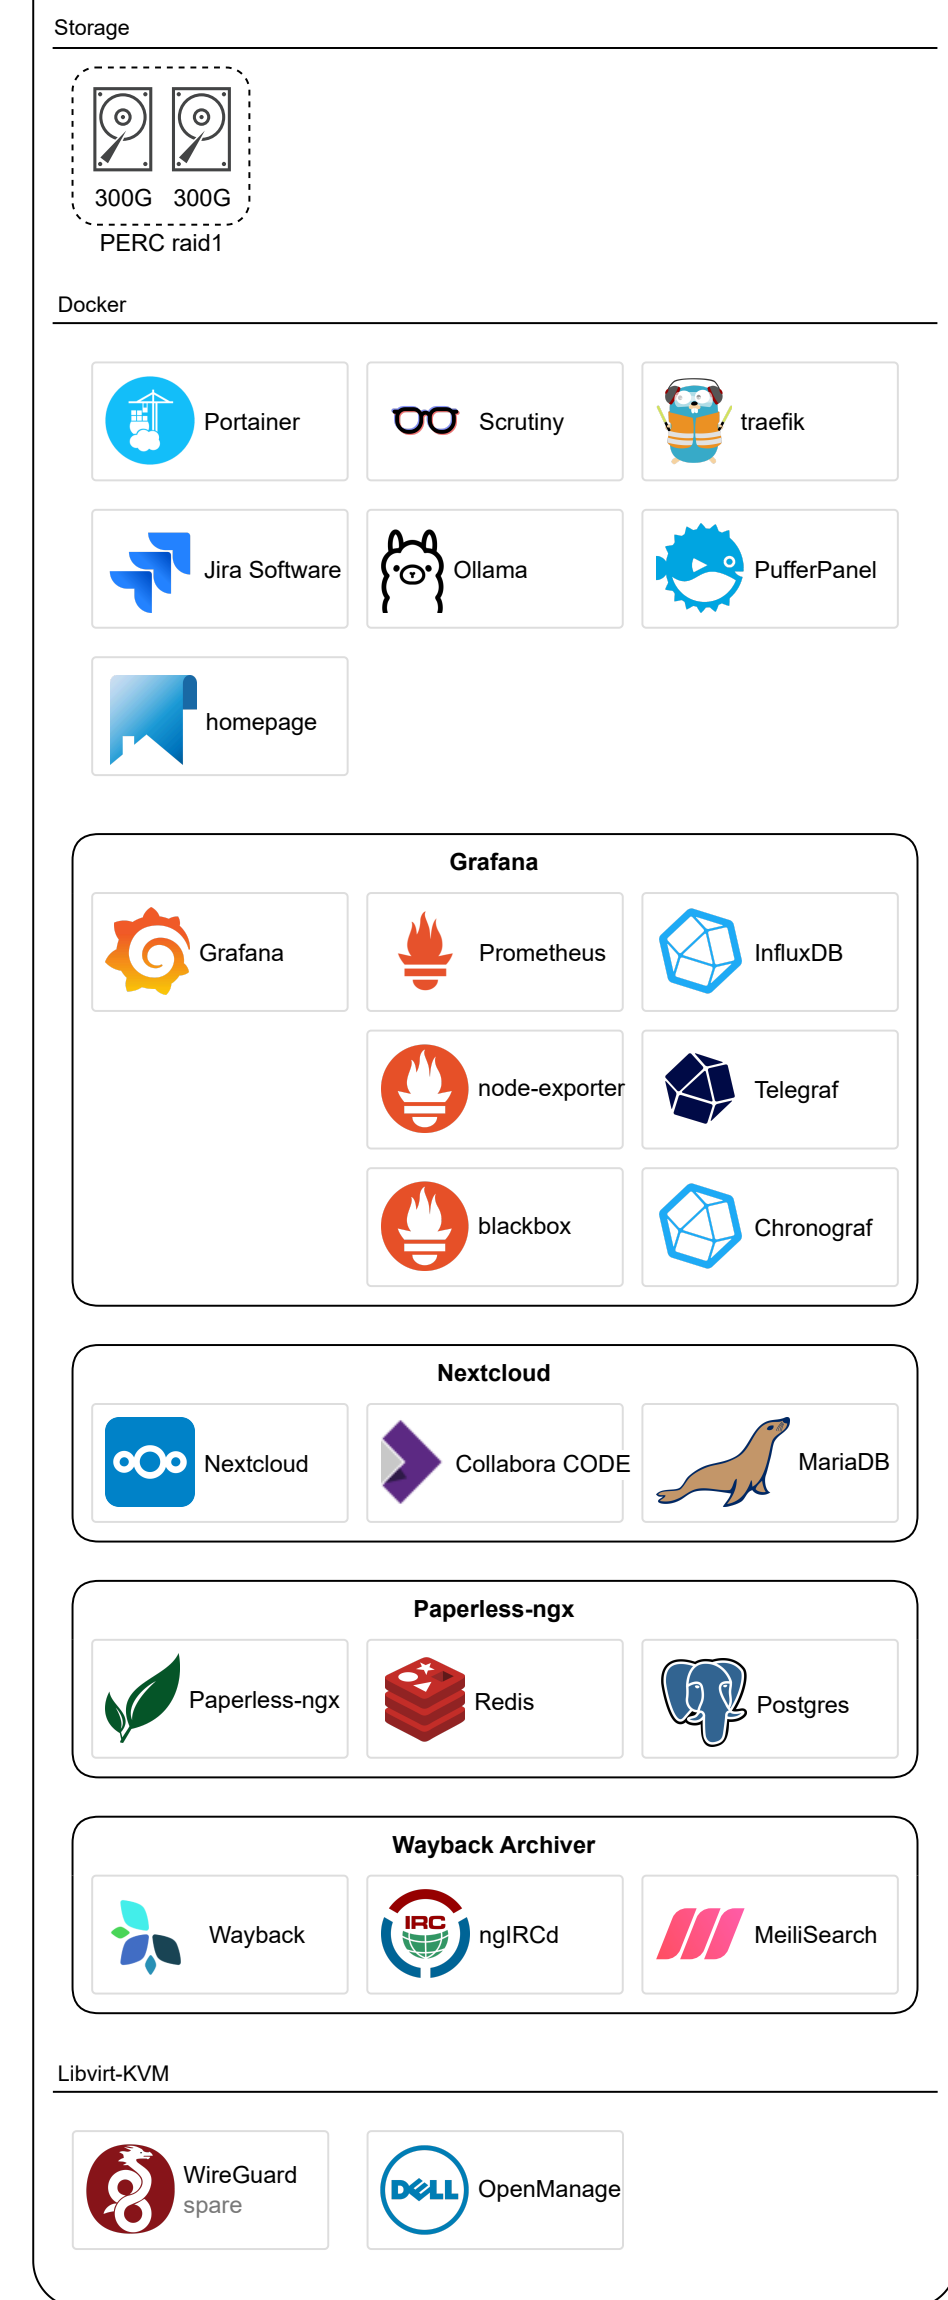 Storage
300G 300G
PERC raid1
Docker
Portainer
Scrutiny
traefik
Jira Software
Ollama
PufferPanel
homepage
Grafana
Grafana
Prometheus
InfluxDB
node-exporter
Telegraf
blackbox
Chronograf
Nextcloud
Nextcloud
Collabora CODE
MariaDB
Paperless-ngx
Paperless-ngx
Redis
Postgres
Wayback Archiver
Wayback
IRC
ngIRCd
MeiliSearch
Libvirt-KVM
WireGuard
spare
DELL
OpenManage